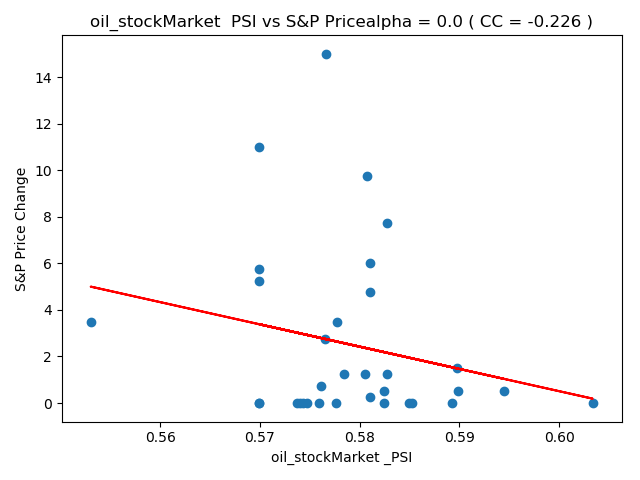 oil_stockMarket  PSI vs S&P Pricealpha = 0.0 ( CC = -0.226 )
14
12
10
8
6
4
2
0
S&P Price Change
0.56 0.57 0.58 0.59 0.60
oil_stockMarket _PSI